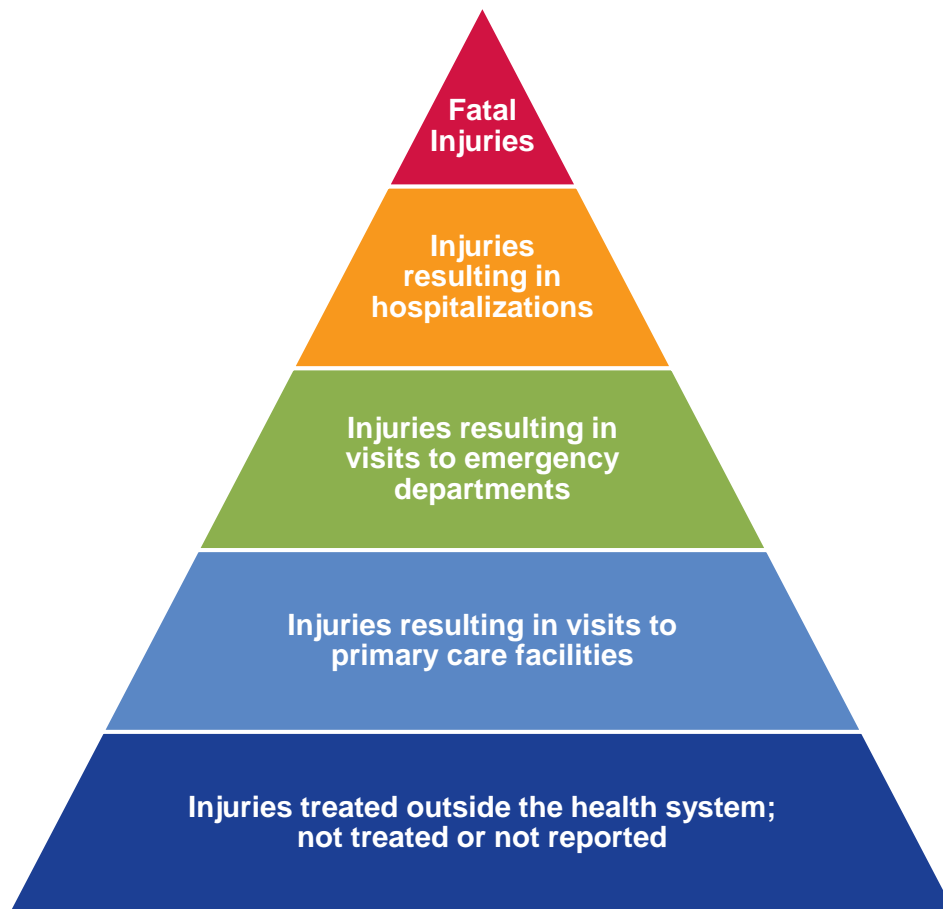 Fatal
Injuries
Injuries
resulting in
hospitalizations
Injuries resulting in
visits to emergency
departments
Injuries resulting in visits to
primary care facilities
Injuries treated outside the health system;
not treated or not reported